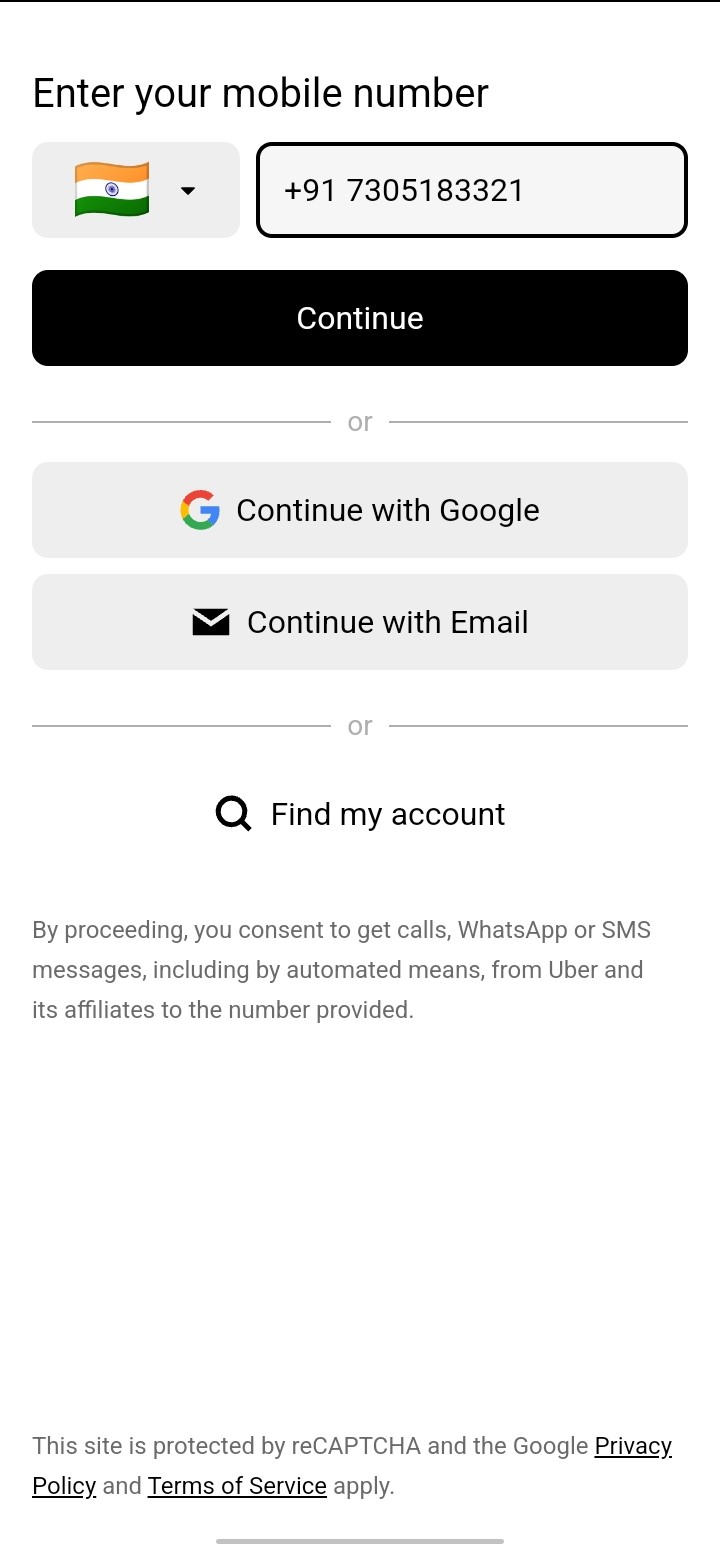 Enter your mobile number
+91 7305183321
Continue
or
Continue with Google
Continue with Email
or
Find my account
By proceeding, you consent to get calls, WhatsApp or SMS
messages, including by automated means, from Uber and
its affiliates to the number provided.
This site is protected by reCAPTCHA and the Google Privacy
Policy and Terms of Service apply.